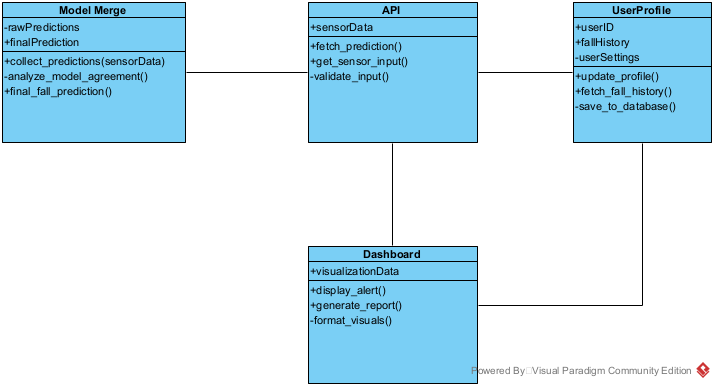 Model Merge
-rawPredictions
+finalPrediction
+collect_predictions(sensorData)
-analyze_model_agreement()
+final_fall_prediction()
API
+sensorData
+fetch_prediction()
+get_sensor_input()
-validate_input()
UserProfile
+userID
+fallHistory
-userSettings
+update_profile()
+fetch_fall_history()
-save_to_database()
Dashboard
+visualizationData
+display_alert()
+generate_report()
-format_visuals()
Powered By Visual Paradigm Community Edition